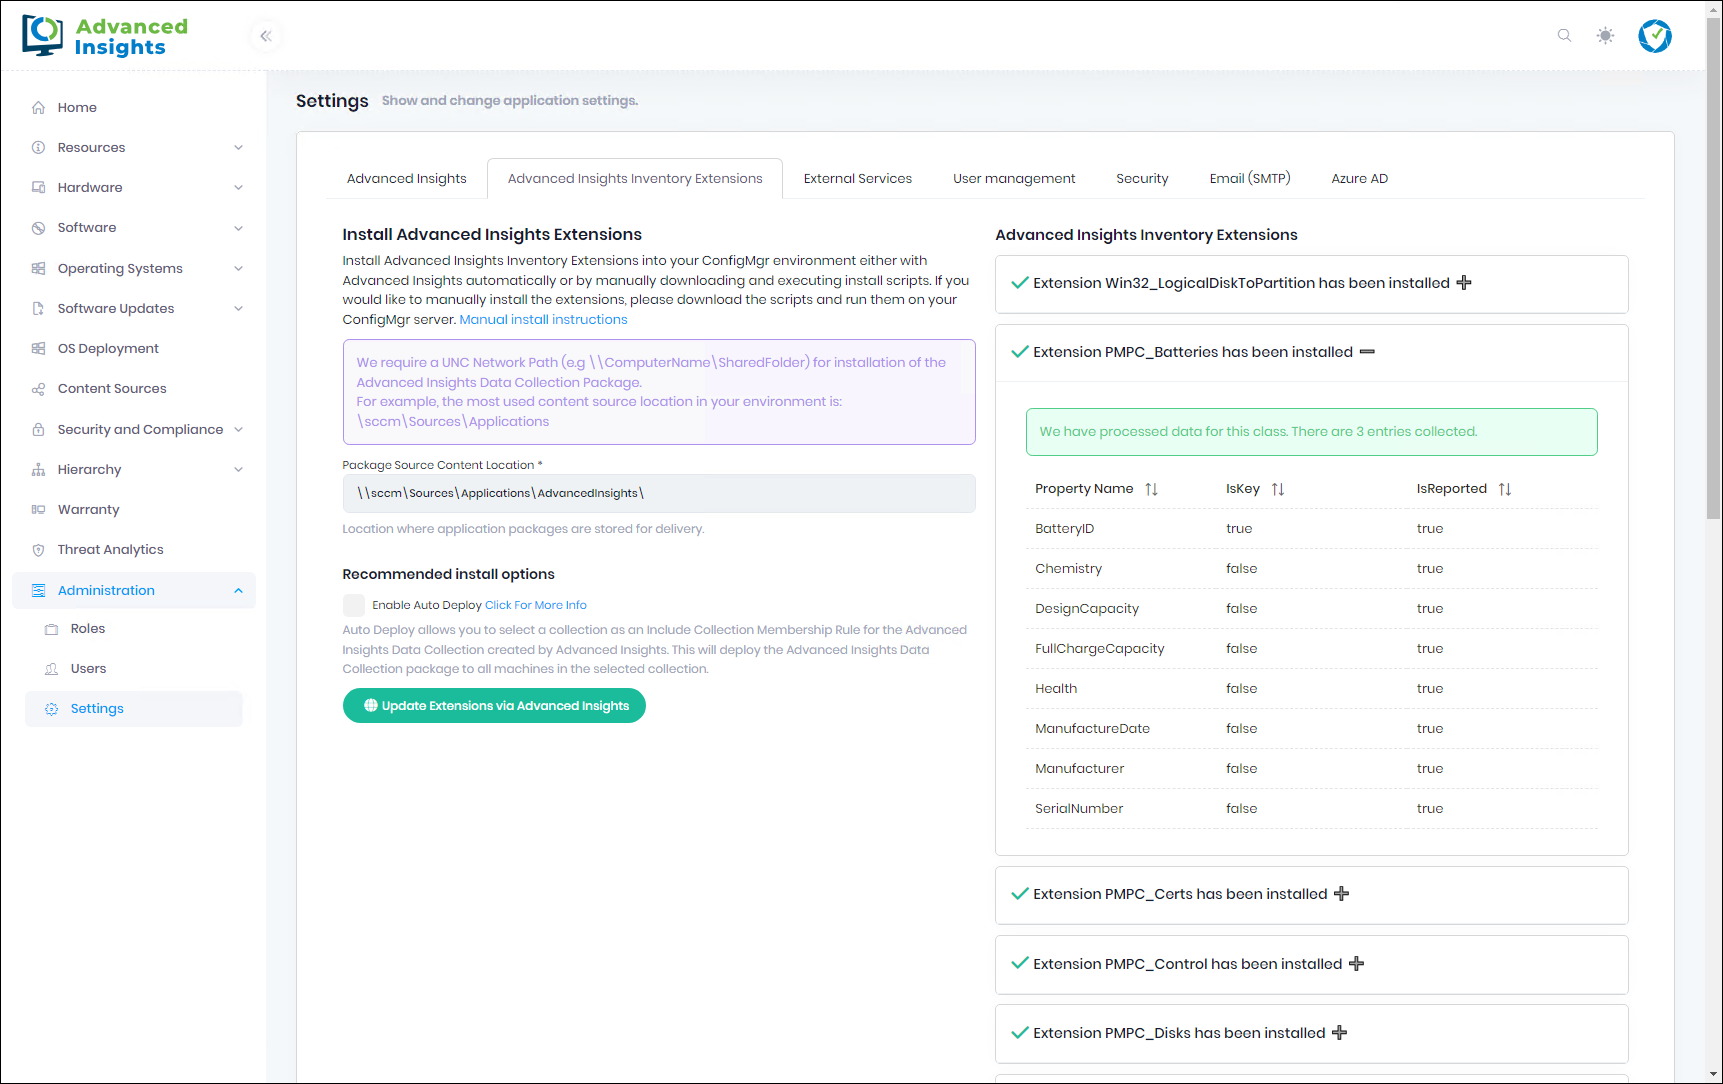 Advanced
Insights
Home
Resources
Hardware
Software
Operating Systems
Software Updates
OS Deployment
Content Sources
Security and Compliance
Hierarchy
Warranty
Threat Analytics
Administration
Roles
Users
Settings
Settings Show and change application settings.
Advanced Insights Advanced Insights Inventory Extensions External Services User management Security Email (SMTP) Azure AD
Install Advanced Insights Extensions
Install Advanced Insights Inventory Extensions into your ConfigMgr environment either with
Advanced Insights automatically or by manually downloading and executing install scripts. If you
would like to manually install the extensions, please download the scripts and run them on your
ConfigMgr server. Manual install instructions
We require a UNC Network Path (e.g \\ComputerName\SharedFolder) for installation of the
Advanced Insights Data Collection Package.
For example, the most used content source location in your environment is:
\sccm\Sources\Applications
Package Source Content Location *
\\sccm\Sources\Applications\AdvancedInsights\
Location where application packages are stored for delivery.
Recommended install options
Enable Auto Deploy Click For More Info
Auto Deploy allows you to select a collection as an Include Collection Membership Rule for the Advanced
Insights Data Collection created by Advanced Insights. This will deploy the Advanced Insights Data
Collection package to all machines in the selected collection.
Update Extensions via Advanced Insights
Advanced Insights Inventory Extensions
Extension Win32_LogicalDiskToPartition has been installed
Extension PMPC_Batteries has been installed
We have processed data for this class. There are 3 entries collected.
Property Name IsKey IsReported
BatteryID true true
Chemistry false true
DesignCapacity false true
FullChargeCapacity false true
Health false true
ManufactureDate false true
Manufacturer false true
SerialNumber false true
Extension PMPC_Certs has been installed
Extension PMPC_Control has been installed
Extension PMPC_Disks has been installed